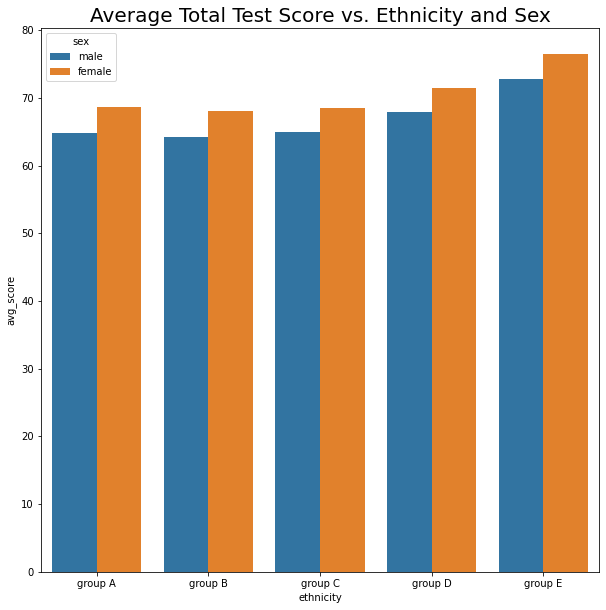 Average Total Test Score vs. Ethnicity and Sex
sex
male
female
80
70
60
50
40
30
20
10
0
avg_score
group A
group B
group C
group D
group E
ethnicity